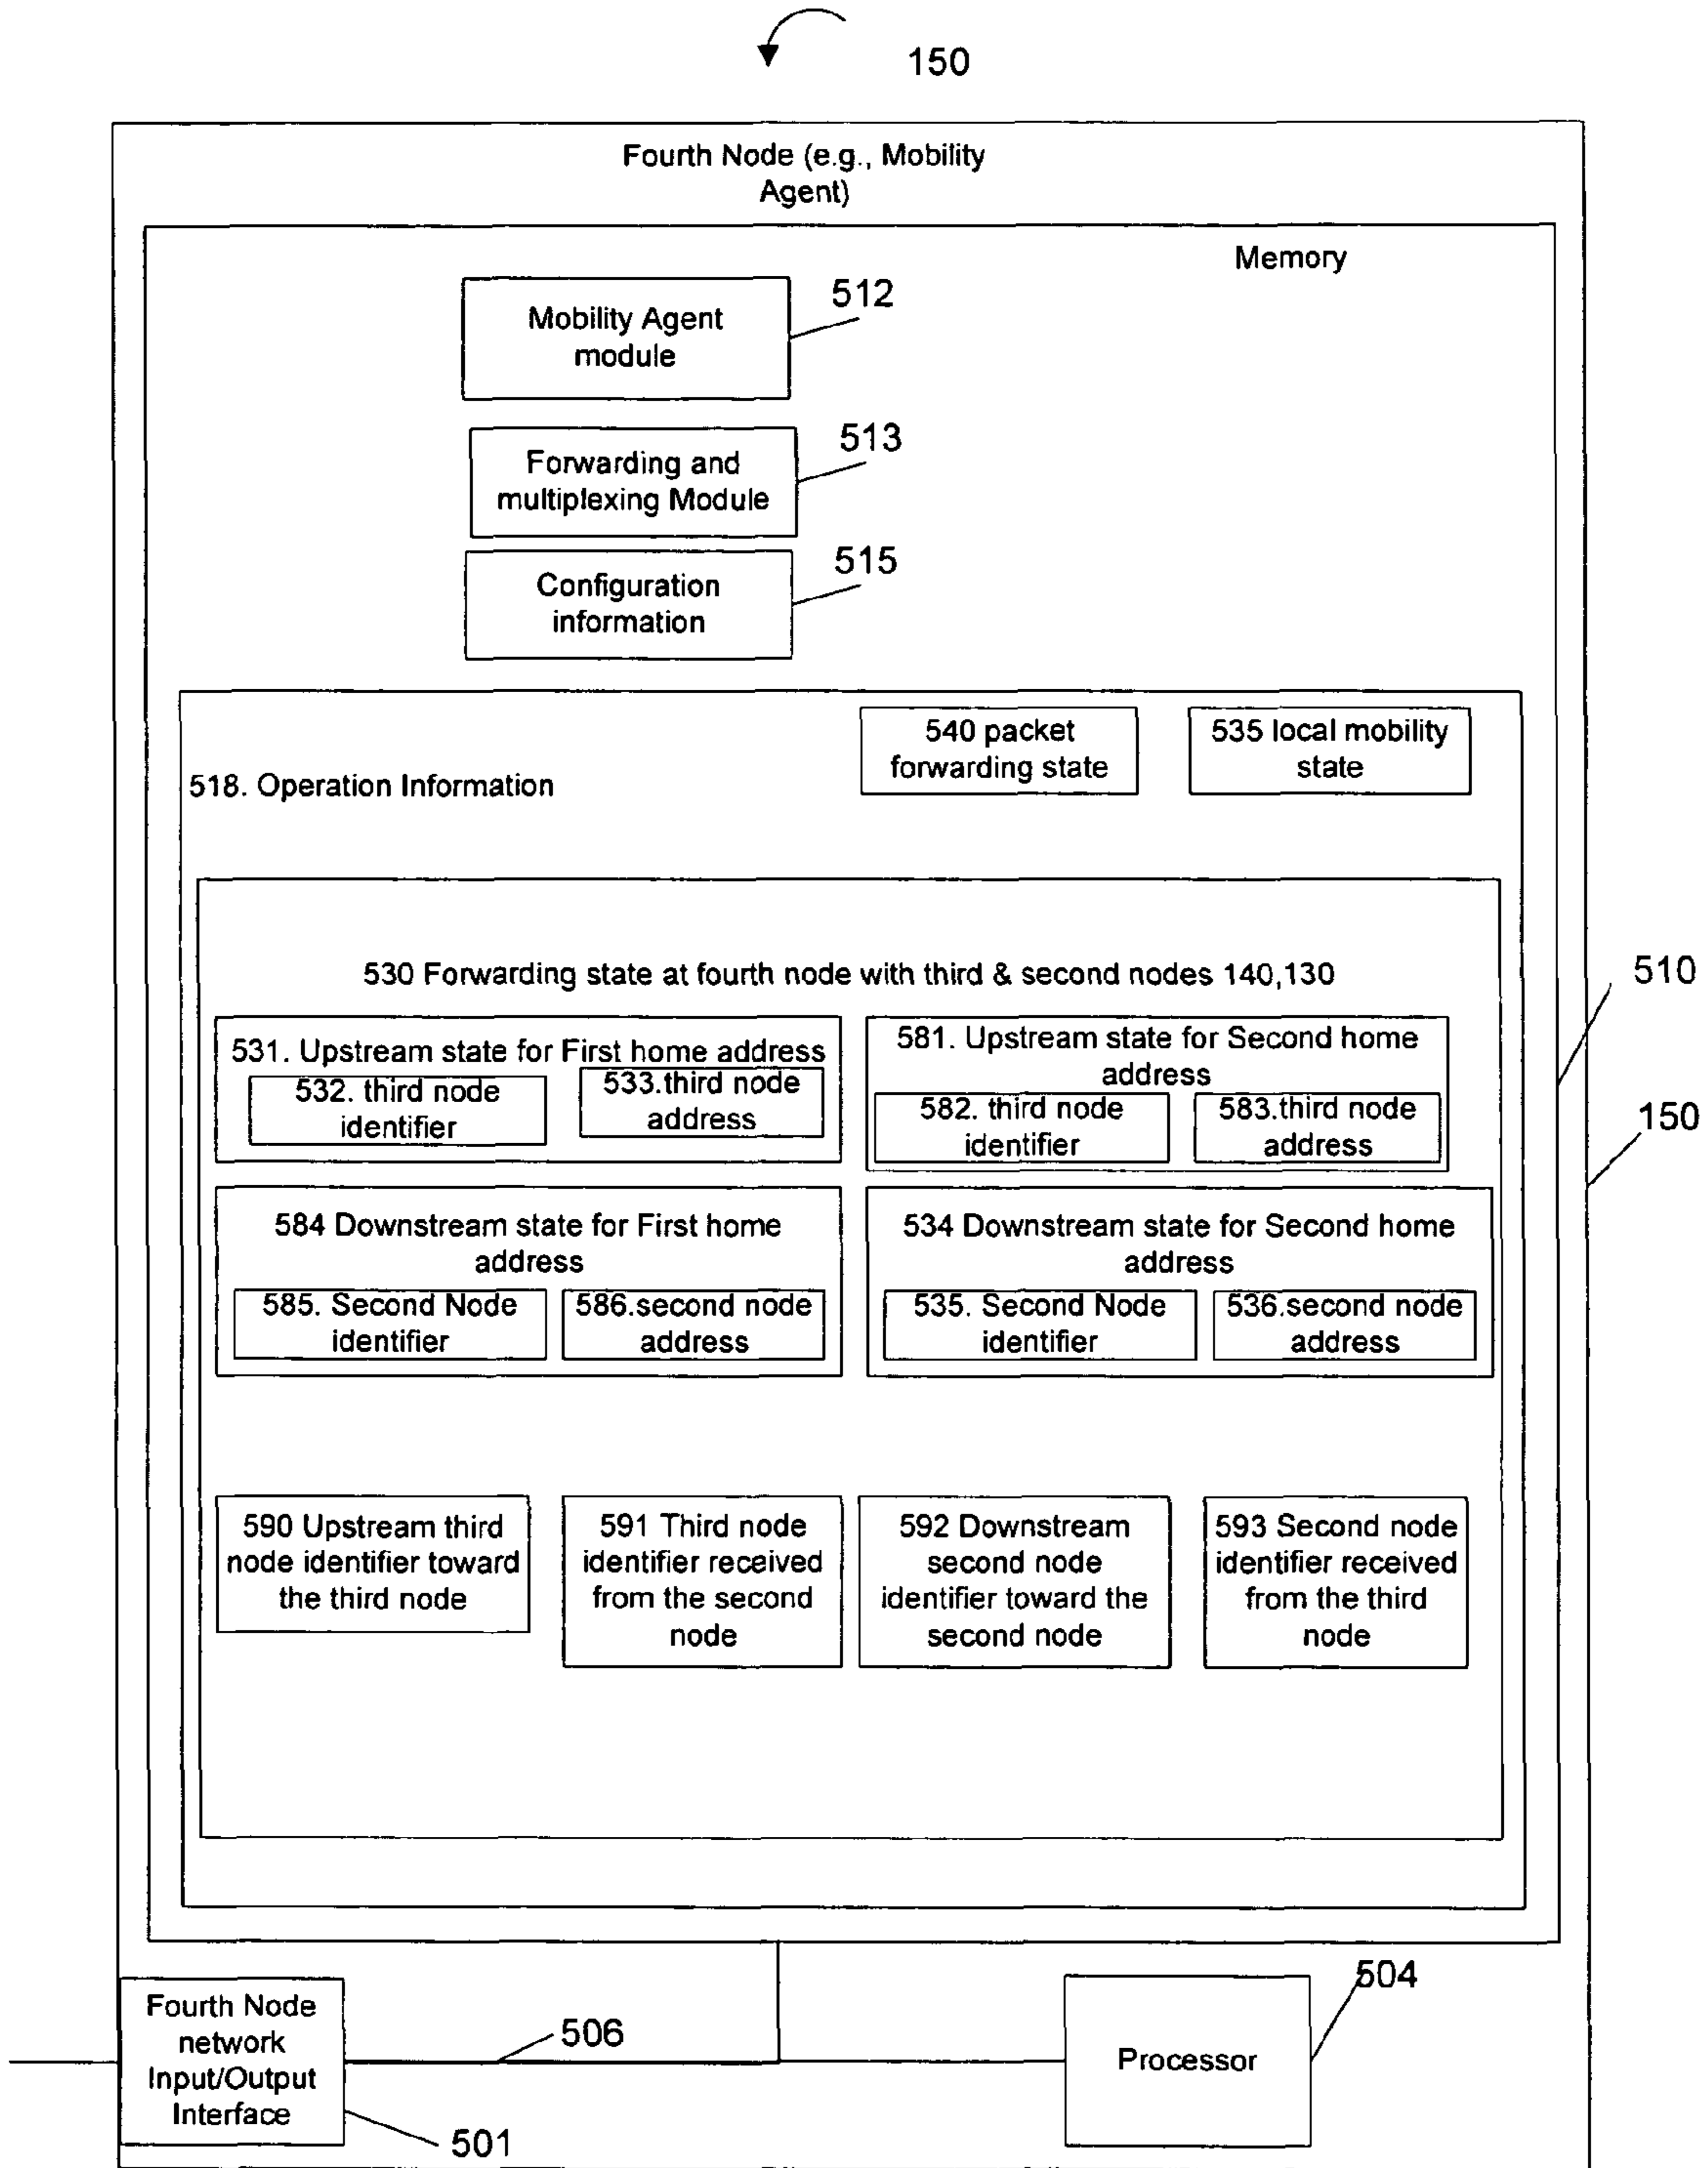 150
Fourth Node (e.g., Mobility
Agent)
Memory
512
Mobility Agent
module
513
Forwarding and
multiplexing Module
515
Configuration
information
540 packet
forwarding state
535 local mobility
state
518. Operation Information
530 Forwarding state at fourth node with third & second nodes 140,130
510
150
531. Upstream state for First home address
532. third node
identifier
533.third node
address
581. Upstream state for Second home
address
582. third node
identifier
583.third node
address
584 Downstream state for First home
address
585. Second Node
identifier
586.second node
address
534 Downstream state for Second home
address
535. Second Node
identifier
536.second node
address
590 Upstream third
node identifier toward
the third node
591 Third node
identifier received
from the second
node
592 Downstream
second node
identifier toward the
second node
593 Second node
identifier received
from the third
node
Fourth Node
network
Input/Output
Interface
501
506
Processor
504